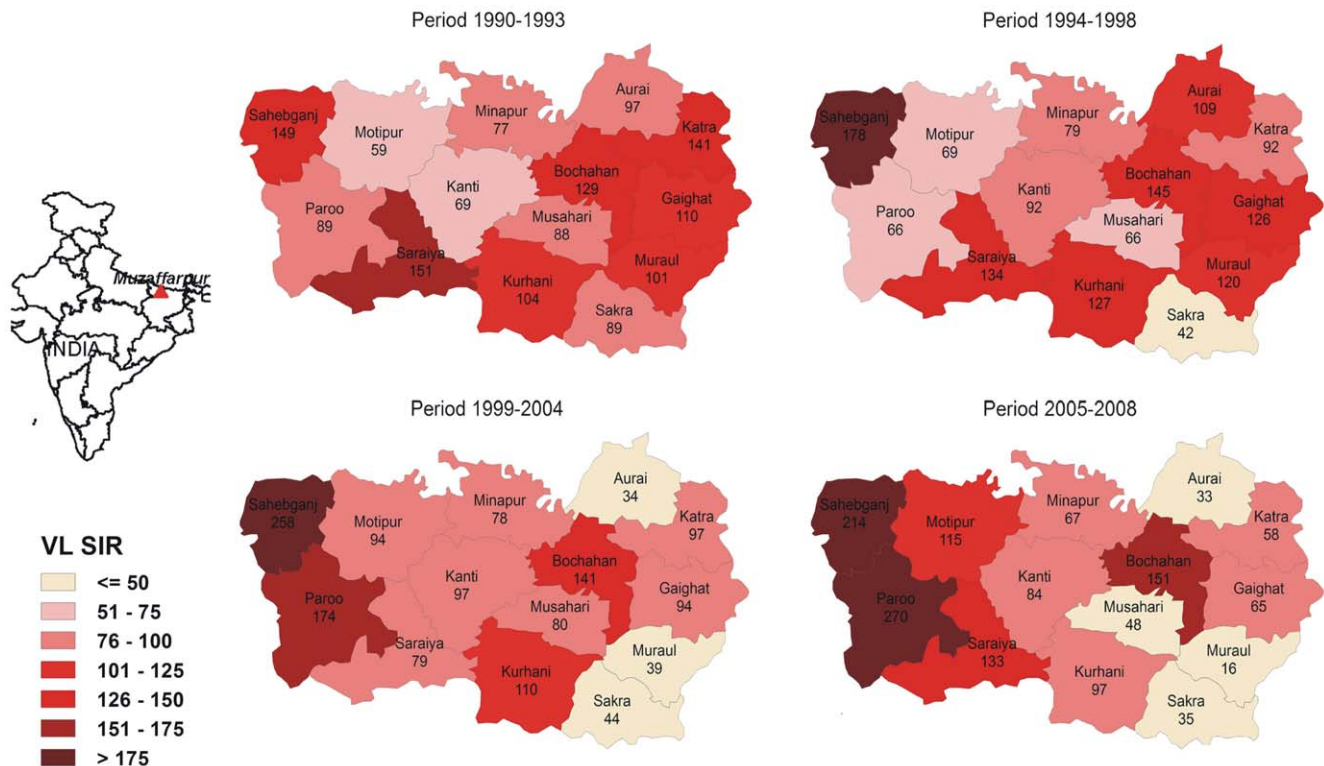 Period 1990-1993
Sahebganj
149
Motipur
59
Minapur
77
Aurai
97
Katra
141
Bochahan
129
Kanti
69
Gaighat
110
Paroo
89
Musahari
88
Saraiya
151
Kurhani
104
Muraul
101
Sakra
89
Period 1994-1998
Sahebganj
178
Motipur
69
Minapur
79
Aurai
109
Katra
92
Bochahan
145
Kanti
92
Gaighat
126
Paroo
66
Musahari
66
Saraiya
134
Kurhani
127
Muraul
120
Sakra
42
Muzaffarpur
INDIA
Period 1999-2004
Sahebganj
258
Motipur
94
Minapur
78
Aurai
34
Katra
97
Bochahan
141
Kanti
97
Gaighat
94
Paroo
174
Musahari
80
Saraiya
79
Kurhani
110
Muraul
39
Sakra
44
Period 2005-2008
Sahebganj
214
Motipur
115
Minapur
67
Aurai
33
Katra
58
Bochahan
151
Kanti
84
Gaighat
65
Paroo
270
Musahari
48
Saraiya
133
Kurhani
97
Muraul
16
Sakra
35
VL SIR
<= 50
51 - 75
76 - 100
101 - 125
126 - 150
151 - 175
> 175